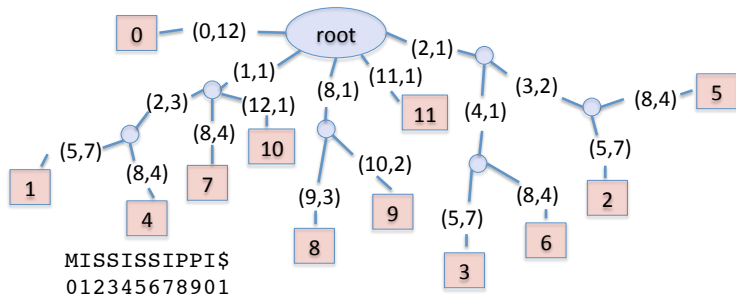 0 (0,12) root (2,1)
(1,1) (8,1) (11,1) (3,2) (8,4) 5
(2,3) (12,1) 11 (4,1)
(5,7) (8,4) 10 (5,7)
1 (8,4) 7 (10,2) (8,4) 2
4 (9,3) 9 (5,7) 6
8 3
MISSISSIPPI$
012345678901